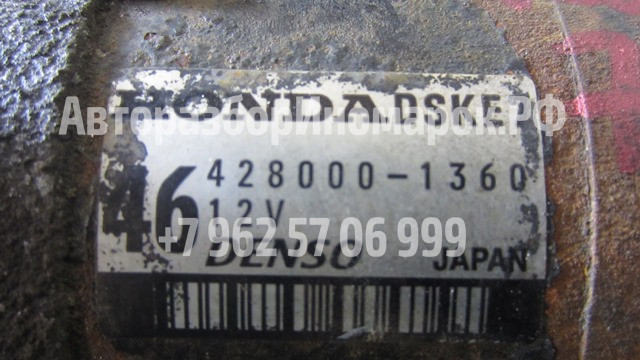 HONDA DSKE
АвторазборИномарок.РФ
46 428000-1360
12V
+7 962 57 06 999
DENSO JAPAN